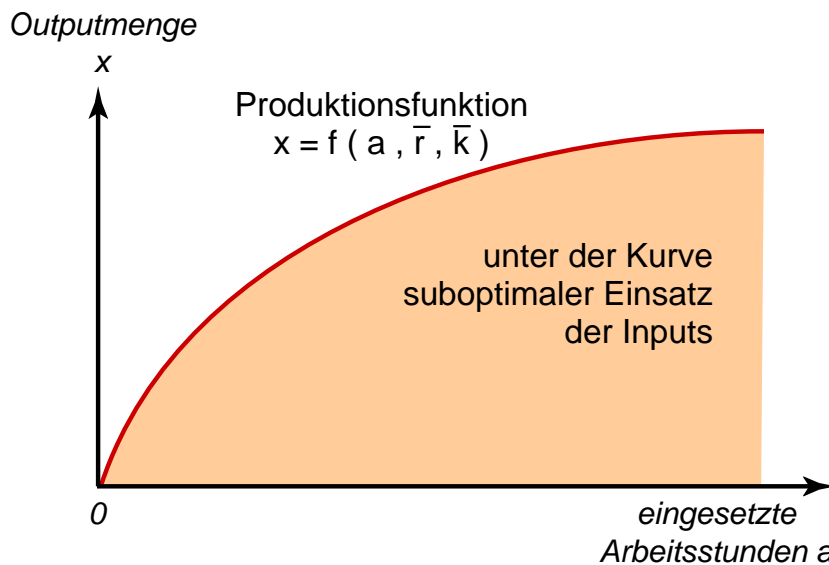 Outputmenge
x
Produktionsfunktion
x = f ( a , r̅ , k̅ )
unter der Kurve
suboptimaler Einsatz
der Inputs
0
eingesetzte
Arbeitsstunden a